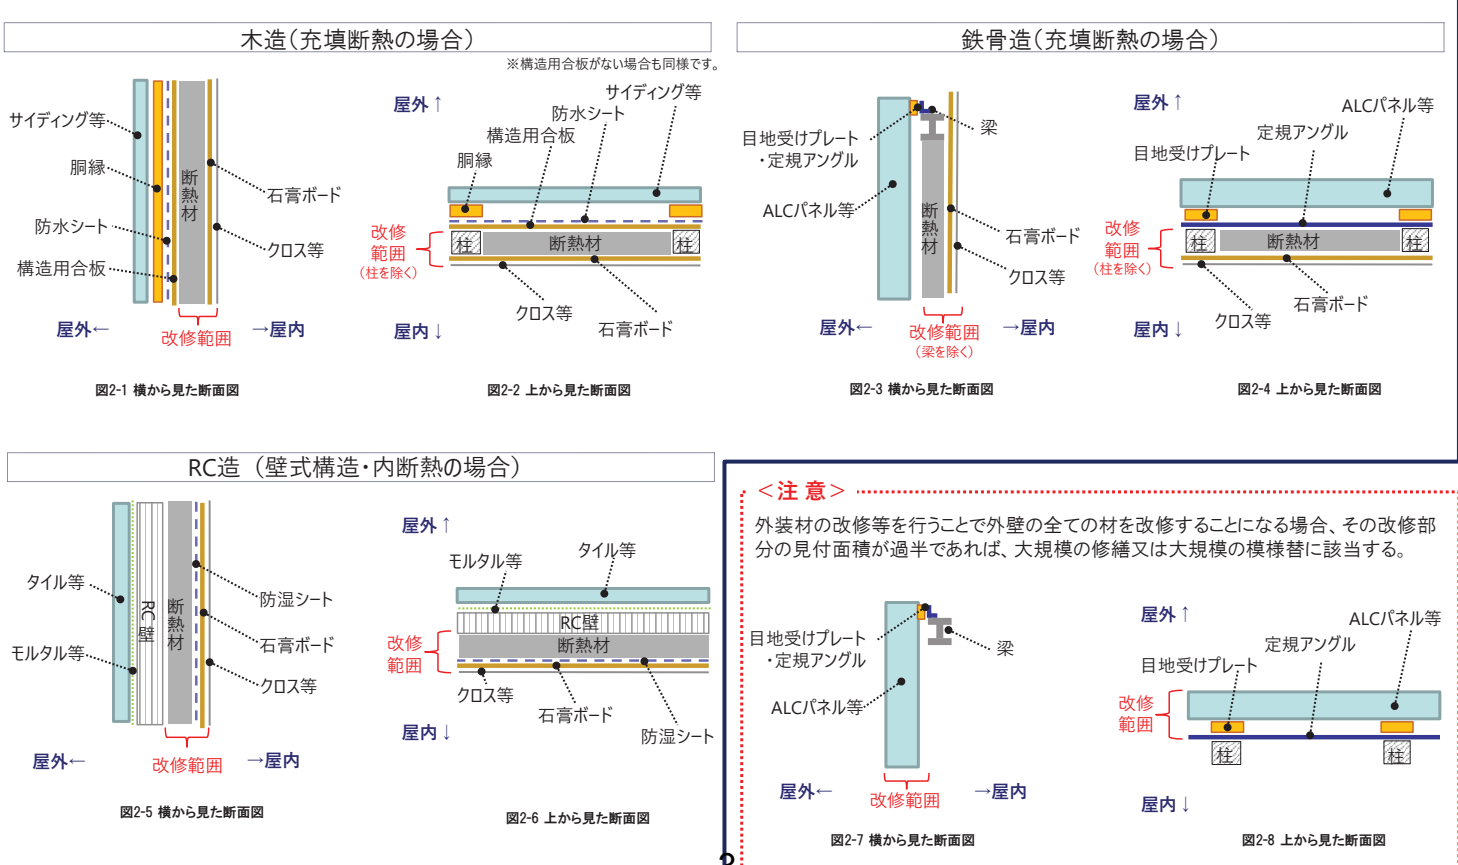 木造（充填断熱の場合）
※構造用合板がない場合も同様です。
サイディング等
胴縁
防水シート
構造用合板
断熱材
石膏ボード
クロス等
屋外←
改修範囲
→屋内
図2-1 横から見た断面図
屋外↑
サイディング等
防水シート
構造用合板
胴縁
改修
範囲
（柱を除く）
柱
断熱材
柱
クロス等
石膏ボード
屋内↓
図2-2 上から見た断面図
鉄骨造（充填断熱の場合）
目地受けプレート
・定規アングル
梁
ALCパネル等
断熱材
石膏ボード
クロス等
屋外←
改修範囲
（梁を除く）
→屋内
図2-3 横から見た断面図
屋外↑
ALCパネル等
定規アングル
目地受けプレート
改修
範囲
（柱を除く）
柱
断熱材
柱
クロス等
石膏ボード
屋内↓
図2-4 上から見た断面図
RC造（壁式構造・内断熱の場合）
タイル等
モルタル等
RC壁
断熱材
防湿シート
石膏ボード
クロス等
屋外←
改修範囲
→屋内
図2-5 横から見た断面図
屋外↑
モルタル等
タイル等
RC壁
断熱材
改修
範囲
クロス等
石膏ボード
防湿シート
屋内↓
図2-6 上から見た断面図
＜注意＞
外装材の改修等を行うことで外壁の全ての材を改修することになる場合、その改修部
分の見付面積が過半であれば、大規模の修繕又は大規模の模様替に該当する。
目地受けプレート
・定規アングル
梁
ALCパネル等
屋外←
改修範囲
→屋内
図2-7 横から見た断面図
屋外↑
ALCパネル等
定規アングル
目地受けプレート
改修
範囲
柱
柱
屋内↓
図2-8 上から見た断面図